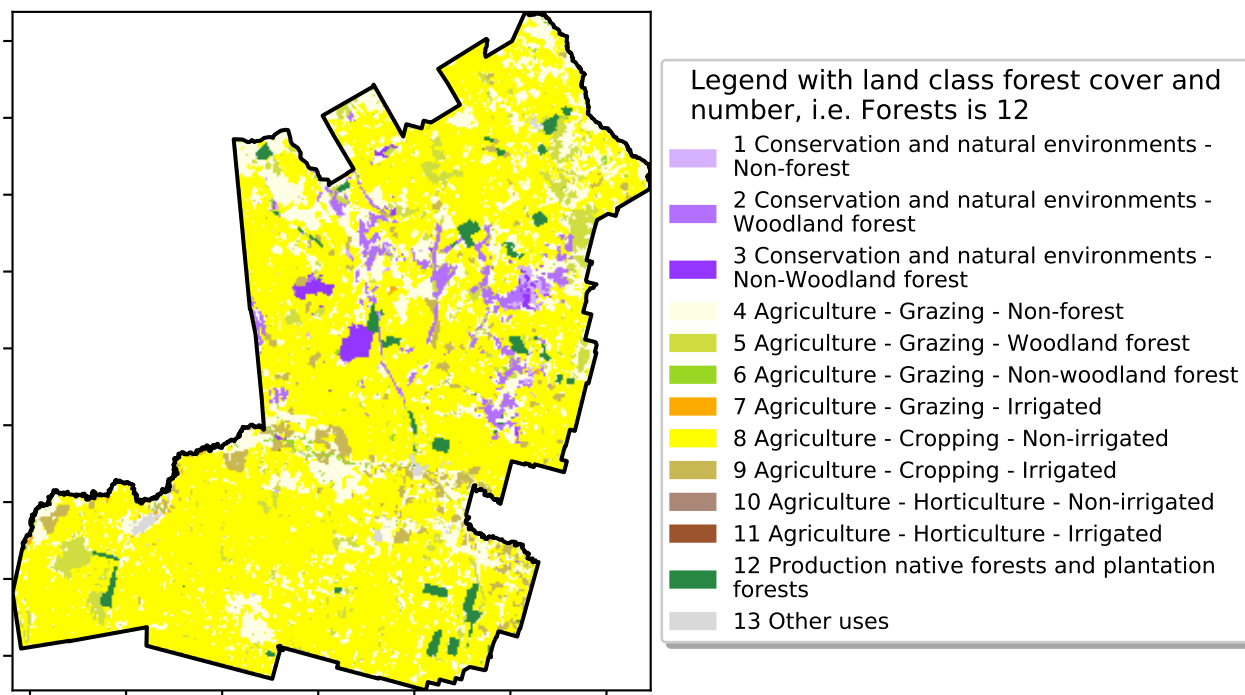 Legend with land class forest cover and
number, i.e. Forests is 12
1 Conservation and natural environments -
Non-forest
2 Conservation and natural environments -
Woodland forest
3 Conservation and natural environments -
Non-Woodland forest
4 Agriculture - Grazing - Non-forest
5 Agriculture - Grazing - Woodland forest
6 Agriculture - Grazing - Non-woodland forest
7 Agriculture - Grazing - Irrigated
8 Agriculture - Cropping - Non-irrigated
9 Agriculture - Cropping - Irrigated
10 Agriculture - Horticulture - Non-irrigated
11 Agriculture - Horticulture - Irrigated
12 Production native forests and plantation
forests
13 Other uses